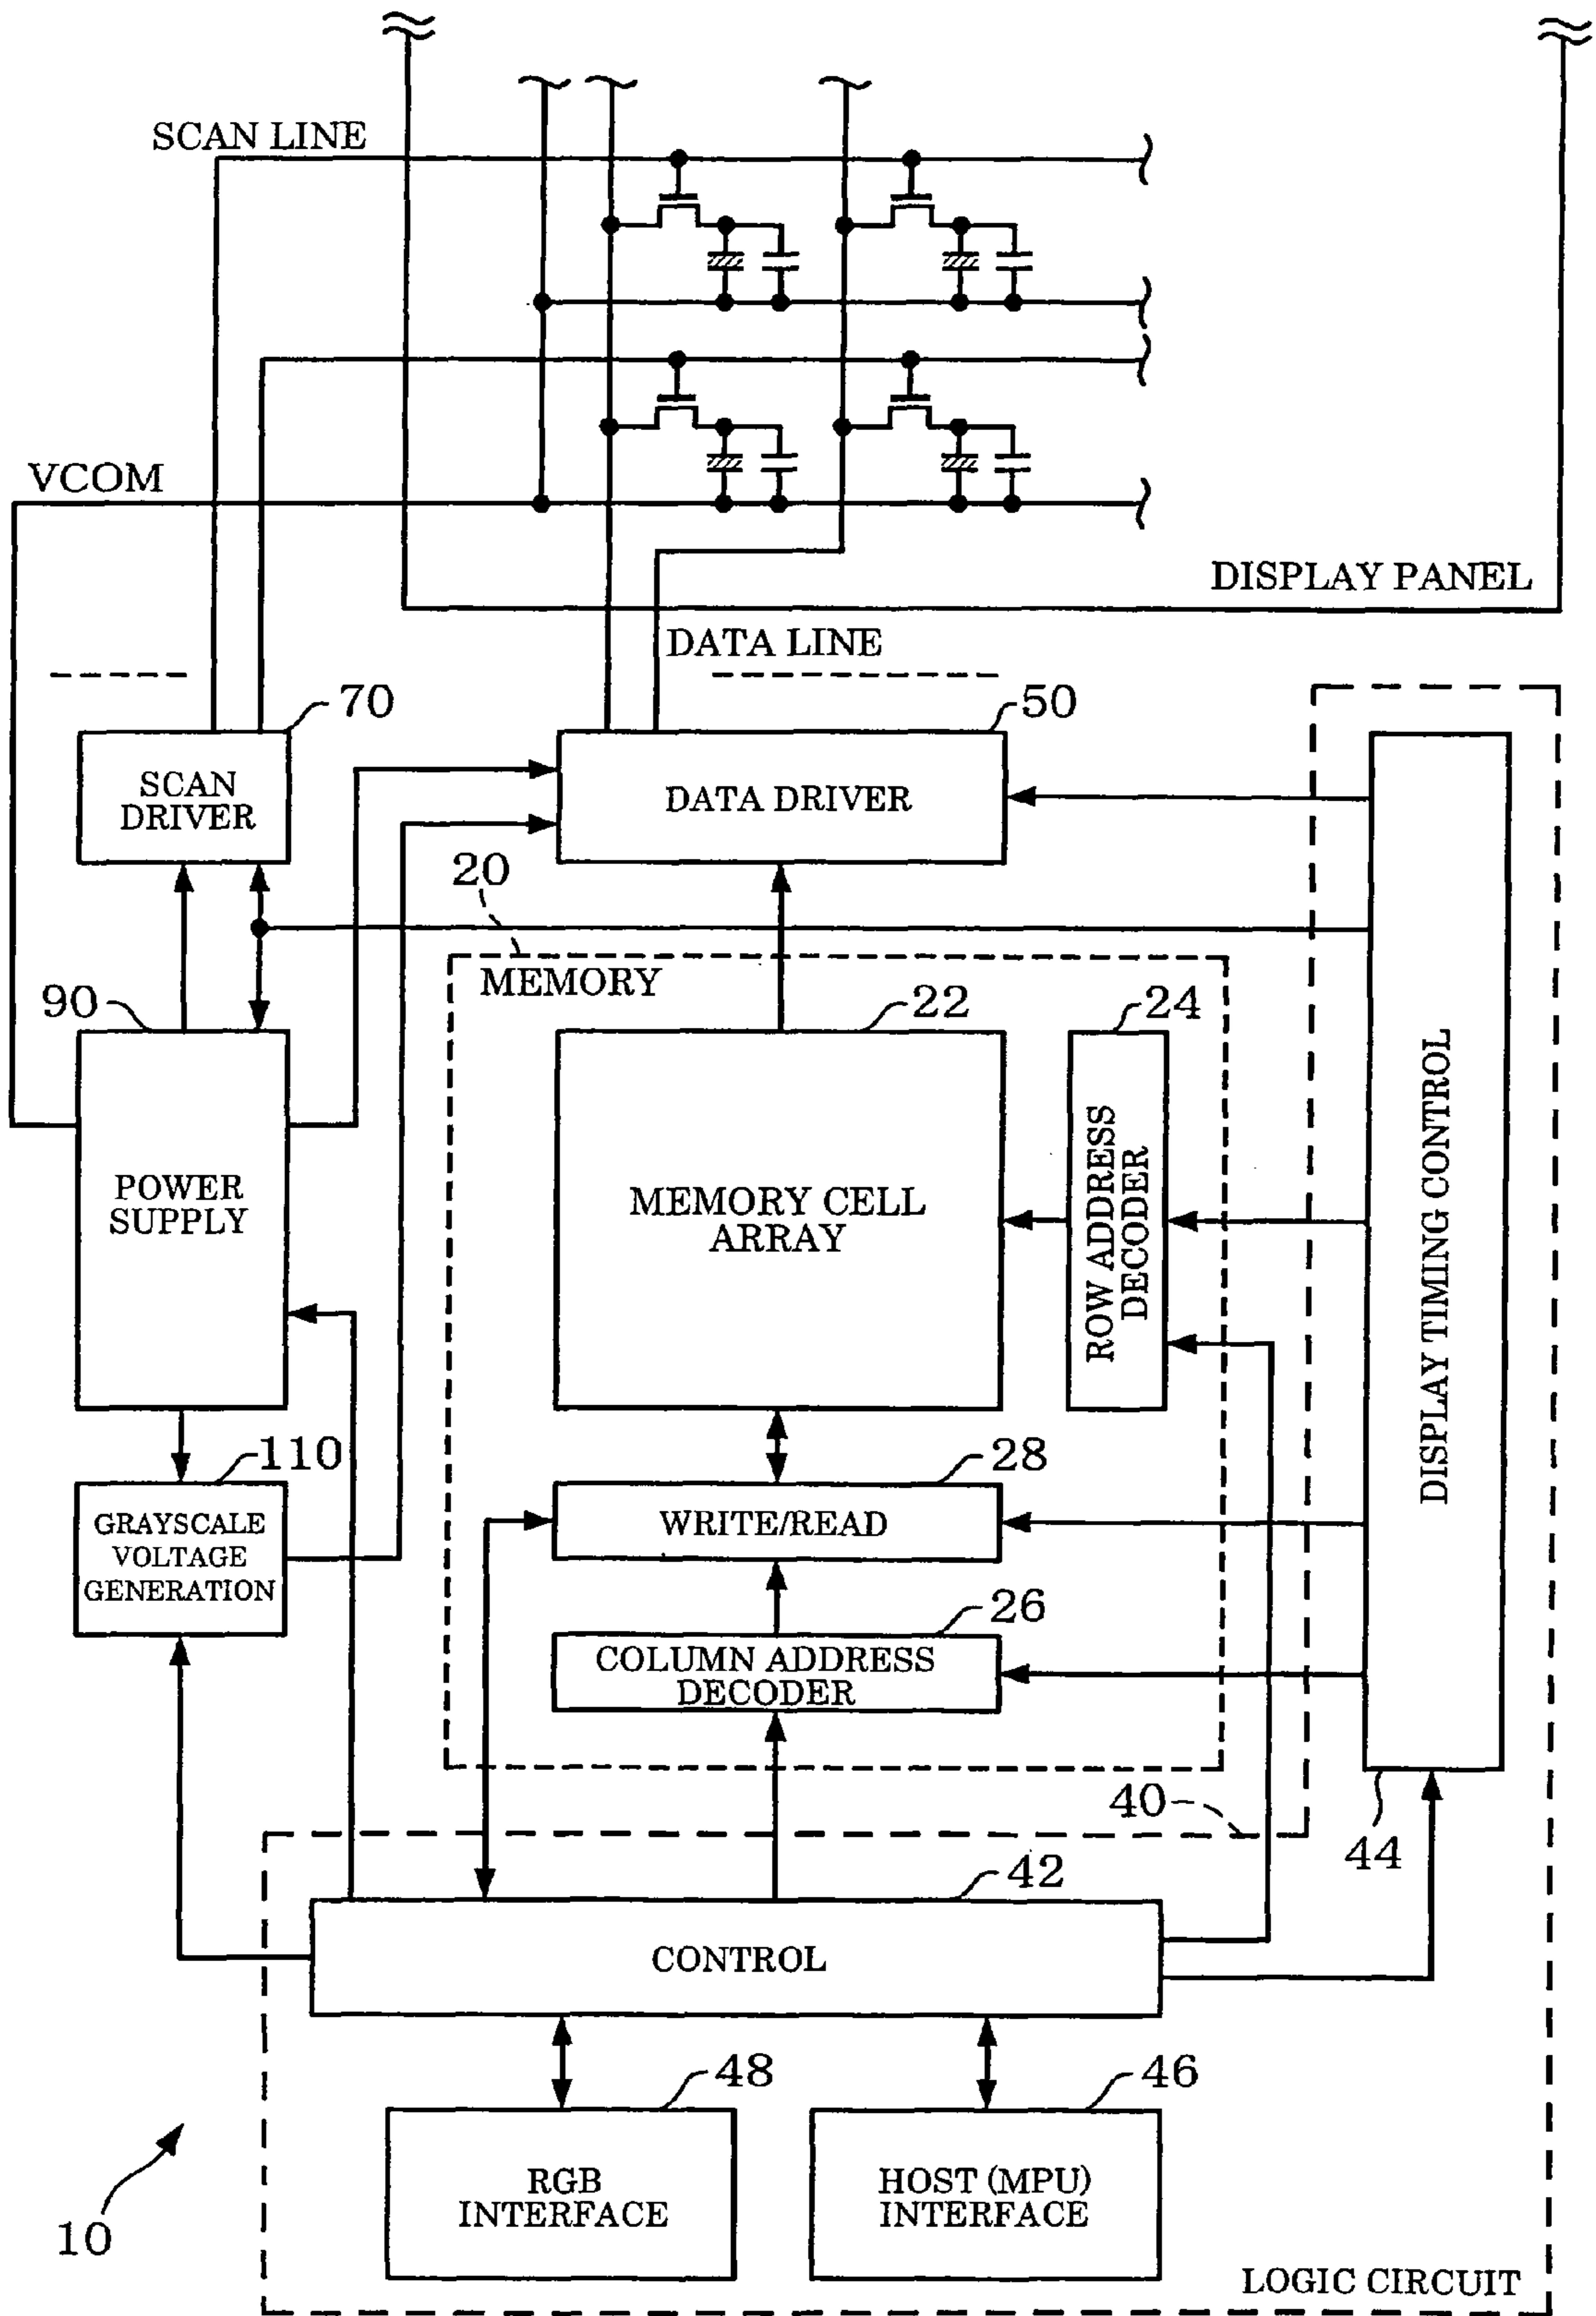 SCAN LINE
VCOM
DISPLAY PANEL
DATA LINE
70
50
SCAN
DRIVER
DATA DRIVER
20
MEMORY
90
22
24
POWER
SUPPLY
MEMORY CELL
ARRAY
ROW ADDRESS
DECODER
DISPLAY TIMING CONTROL
110
28
GRAYSCALE
VOLTAGE
GENERATION
WRITE/READ
26
COLUMN ADDRESS
DECODER
40
44
42
CONTROL
48
46
RGB
INTERFACE
HOST (MPU)
INTERFACE
10
LOGIC CIRCUIT